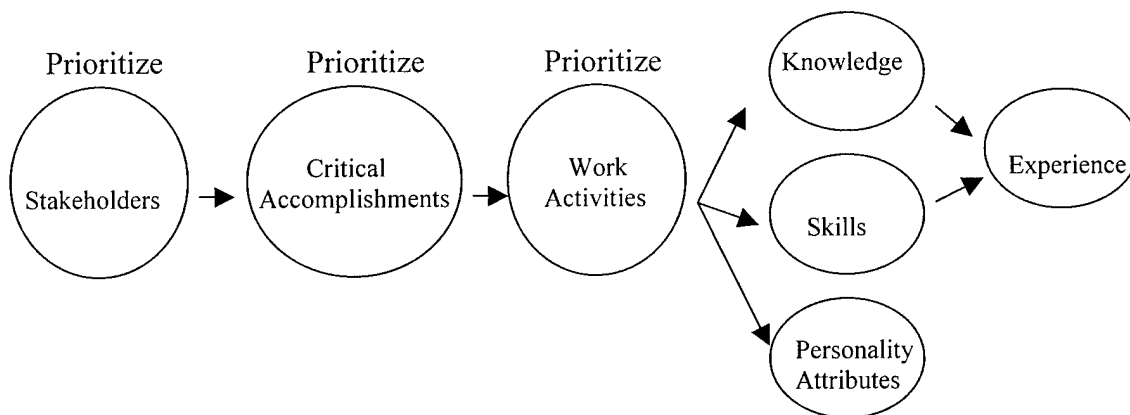 Prioritize
Prioritize
Prioritize
Stakeholders
Critical
Accomplishments
Work
Activities
Knowledge
Skills
Personality
Attributes
Experience